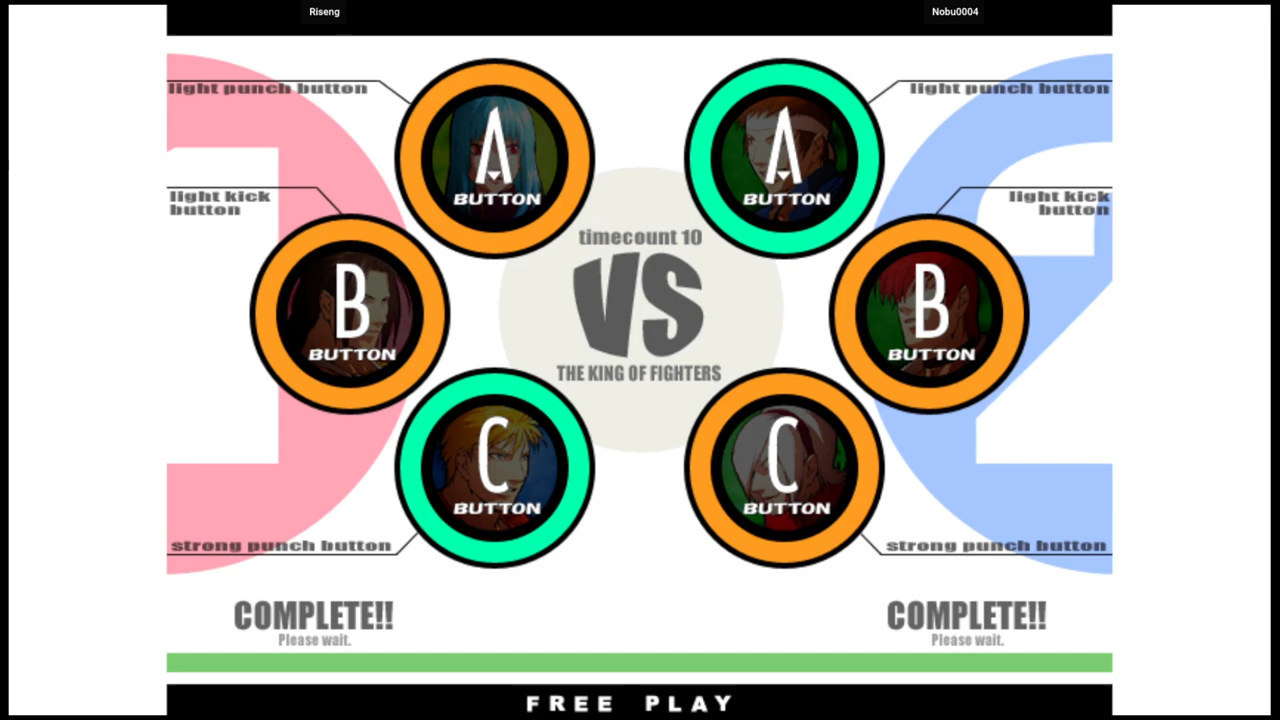 Riseng
Nobu0004
light punch button
A
BUTTON
A
BUTTON
light punch button
light kick
button
B
BUTTON
timecount 10
VS
THE KING OF FIGHTERS
light kick
button
B
BUTTON
C
BUTTON
C
BUTTON
strong punch button
strong punch button
1
2
COMPLETE!!
Please wait.
COMPLETE!!
Please wait.
FREE PLAY